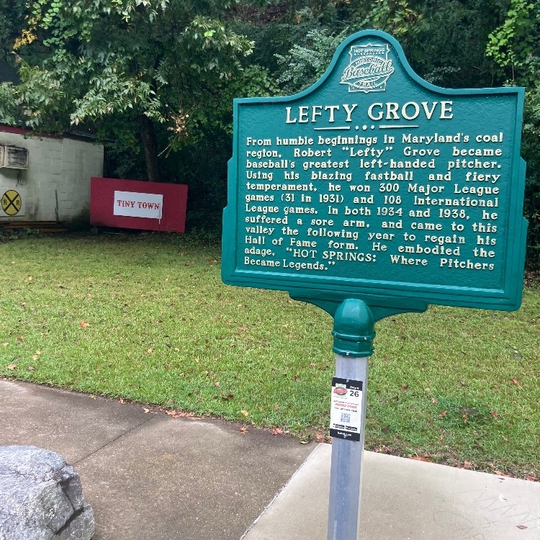 Baseball
LEFTY GROVE
From humble beginnings in Maryland's coal
region, Robert "Lefty" Grove became
baseball's greatest left-handed pitcher.
Using his blazing fastball and fiery
temperament, he won 300 Major League
games (31 in 1931) and 108 International
League games. In both 1934 and 1938, he
suffered a sore arm, and came to this
valley the following year to regain his
Hall of Fame form. He embodied the
adage, "HOT SPRINGS: Where Pitchers
Became Legends."
TINY TOWN
26